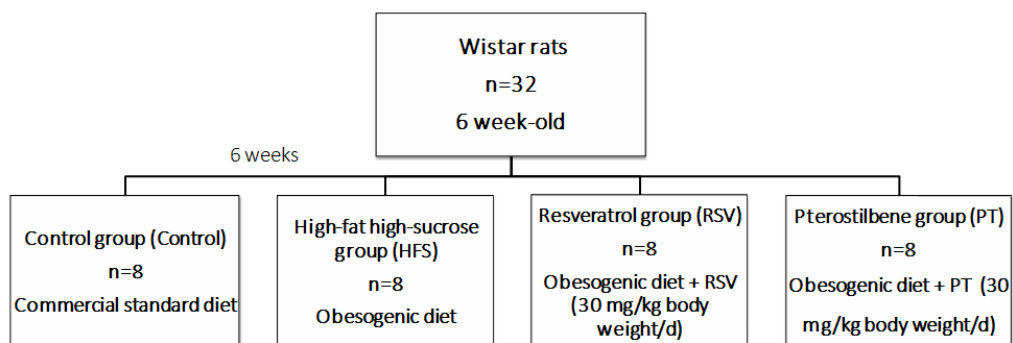 Wistar rats
n=32
6 week-old
6 weeks
Control group (Control)
n=8
Commercial standard diet
High-fat high-sucrose
group (HFS)
n=8
Obesogenic diet
Resveratrol group (RSV)
n=8
Obesogenic diet + RSV
(30 mg/kg body
weight/d)
Pterostilbene group (PT)
n=8
Obesogenic diet + PT (30
mg/kg body weight/d)